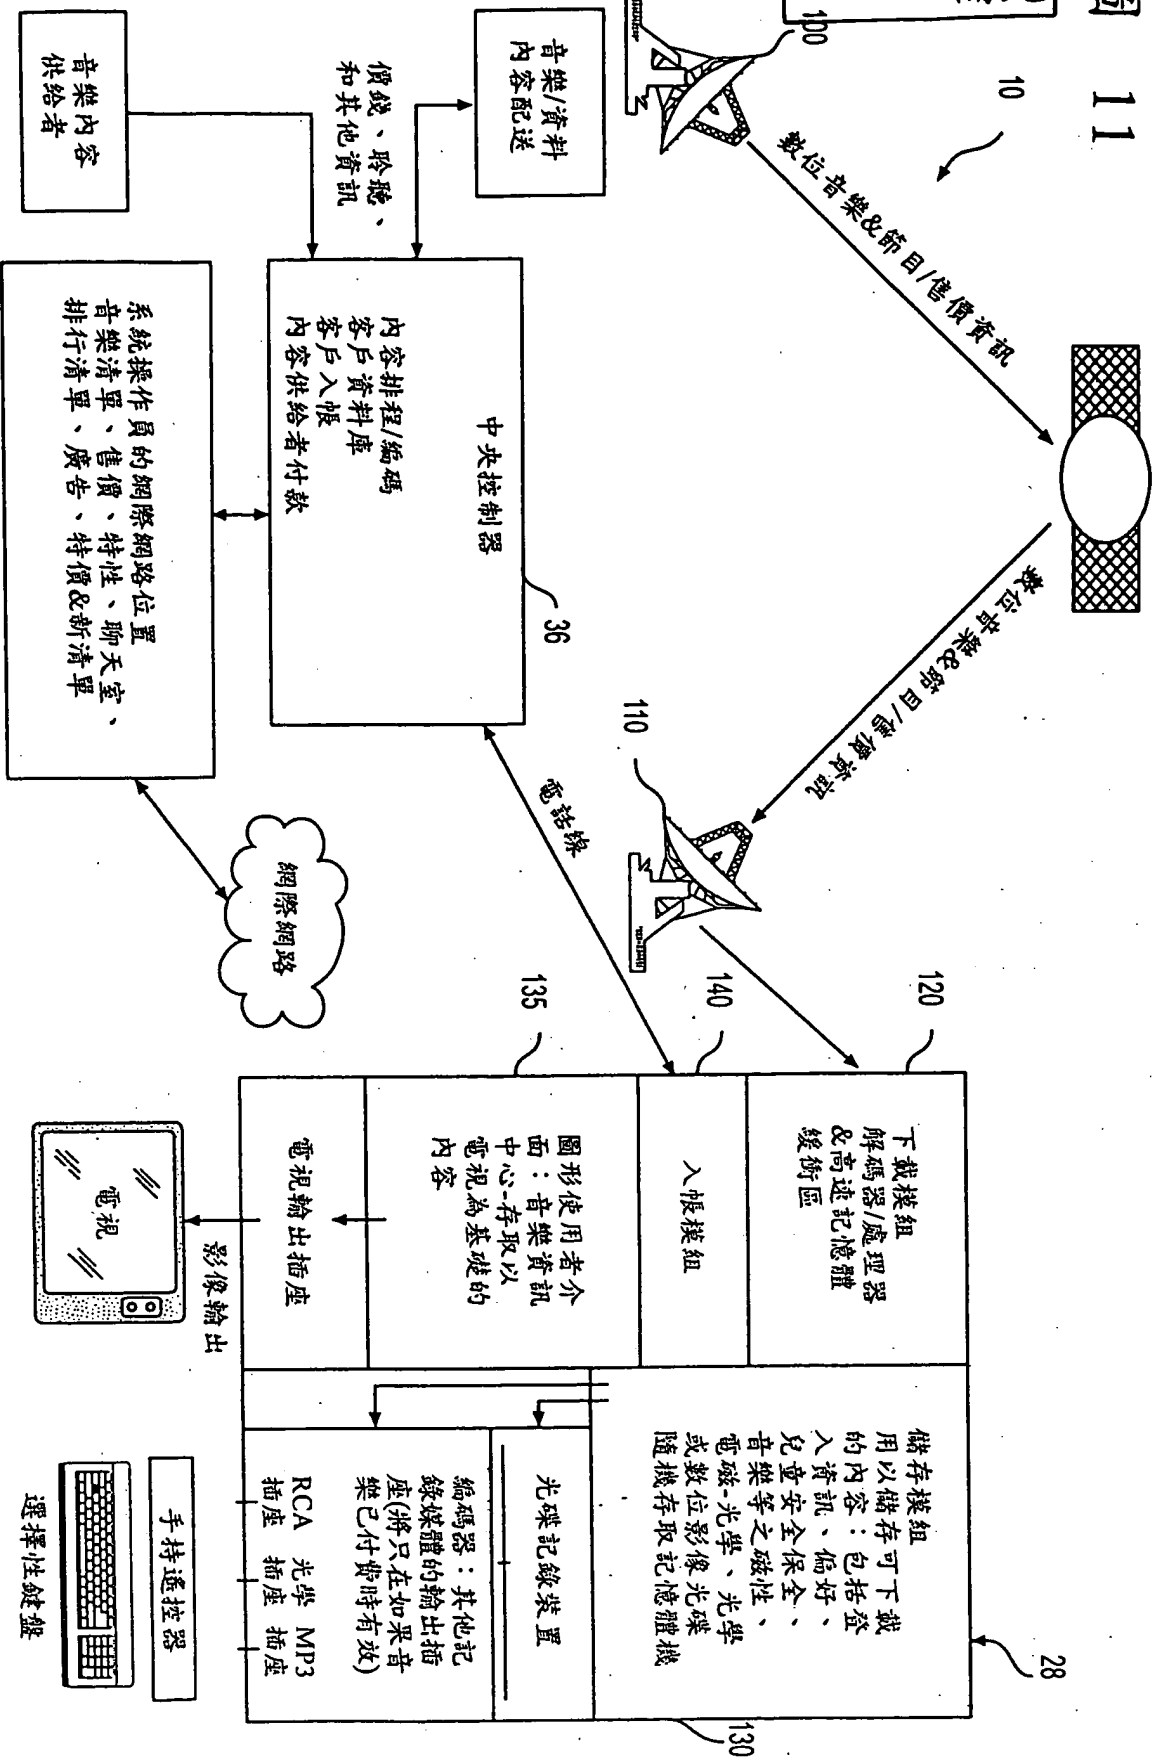 圖 11
10
100
數位音樂&節目/售價資訊
數位音樂&節目/售價資訊
110
音樂/資料
內容配送
價錢、聆聽、
和其他資訊
音樂內容
供給者
中央控制器
內容排程/編碼
客戶資料庫
客戶入帳
內容供給者付款
36
系統操作員的網際網路位置
音樂清單、售價、特性、聊天室、
排行清單、廣告、特價&新清單
網際網路
電話線
120
140
135
下載模組
解碼器/處理器
&高速記憶體
緩衝區
入帳模組
圖形使用者介
面：音樂資訊
中心-存取以
電視為基礎的
內容
電視輸出插座
影像輸出
電視
28
儲存模組
用以儲存可下載
的內容：包括登
入資訊、偏好、
兒童安全保全、
音樂等之磁性、
電磁-光學、光學
或數位影像光碟
隨機存取記憶體機
130
光碟記錄裝置
編碼器：其他記
錄媒體的輸出插
座(將只在如果音
樂已付費時有效)
RCA 光學 MP3
插座 插座 插座
手持遙控器
選擇性鍵盤